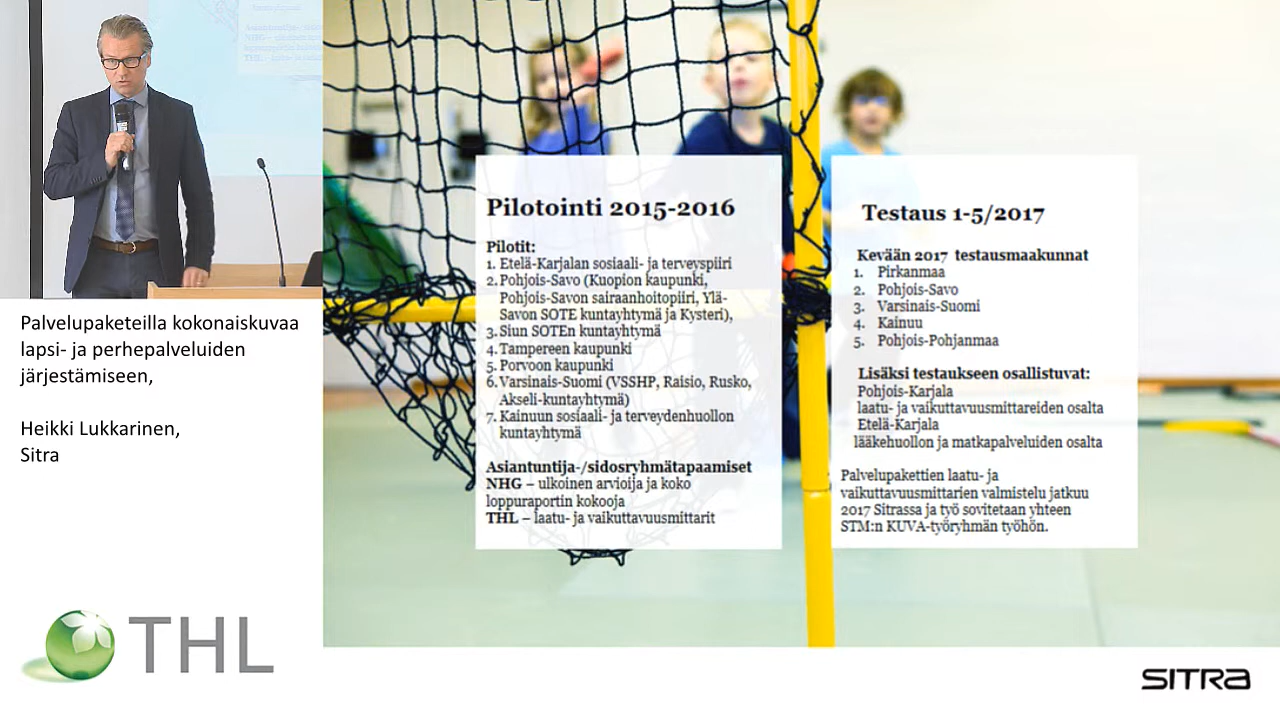 Palvelupaketeilla kokonaiskuvaa
lapsi- ja perhepalveluiden
järjestämiseen,
Heikki Lukkarinen,
Sitra
THL
Pilotointi 2015-2016
Pilotit:
1. Etelä-Karjalan sosiaali- ja terveyspiiri
2. Pohjois-Savo (Kuopion kaupunki,
Pohjois-Savon sairaanhoitopiiri, Ylä-
Savon SOTE kuntayhtymä ja Kysteri),
3. Siun SOTEn kuntayhtymä
4. Tampereen kaupunki
5. Porvoon kaupunki
6. Varsinais-Suomi (VSSHP, Raisio, Rusko,
Akseli-kuntayhtymä)
7. Kainuun sosiaali- ja terveydenhuollon
kuntayhtymä
Asiantuntija-/sidosryhmätapaamiset
NHG – ulkoinen arvioija ja koko
loppuraportin kokooja
THL – laatu- ja vaikuttavuusmittarit
Testaus 1-5/2017
Kevään 2017 testausmaakunnat
1. Pirkanmaa
2. Pohjois-Savo
3. Varsinais-Suomi
4. Kainuu
5. Pohjois-Pohjanmaa
Lisäksi testaukseen osallistuvat:
Pohjois-Karjala
laatu- ja vaikuttavuusmittareiden osalta
Etelä-Karjala
lääkehuollon ja matkapalveluiden osalta
Palvelupakettien laatu- ja
vaikuttavuusmittarien valmistelu jatkuu
2017 Sitrassa ja työ sovitetaan yhteen
STM:n KUVA-työryhmän työhön.
SITRA